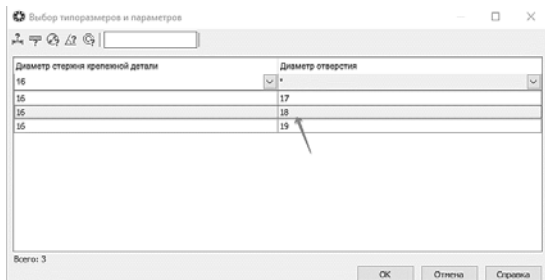 Выбор типоразмеров и параметров
Диаметр стержня крепежной детали Диаметр отверстия
16 *
16 17
16 18
16 19
Всего: 3
ОК Отмена Справка